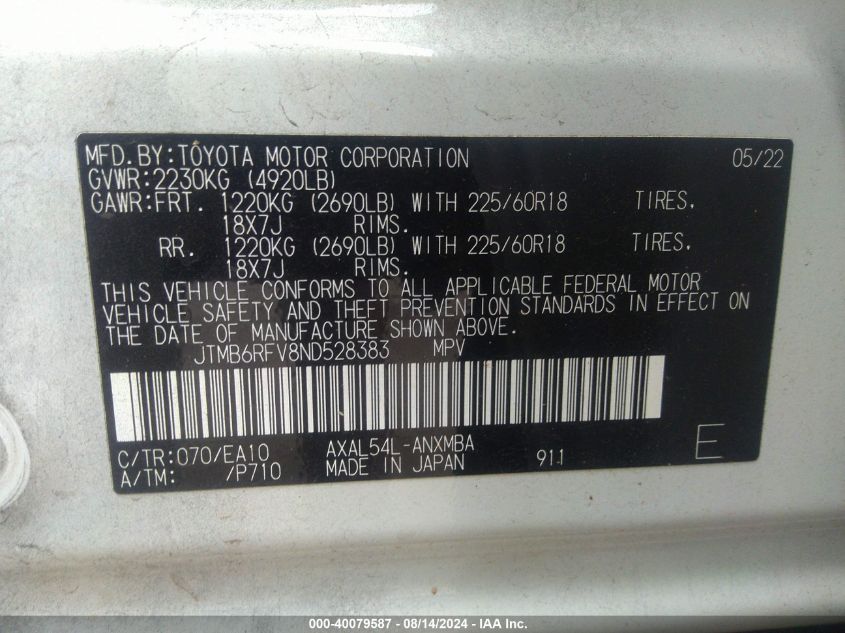 MFD.BY:TOYOTA MOTOR CORPORATION 05/22
GVWR:2230KG (4920LB)
GAWR:FRT. 1220KG (2690LB) WITH 225/60R18 TIRES,
18X7J RIMS.
RR. 1220KG (2690LB) WITH 225/60R18 TIRES,
18X7J RIMS.
THIS VEHICLE CONFORMS TO ALL APPLICABLE FEDERAL MOTOR
VEHICLE SAFETY AND THEFT PREVENTION STANDARDS IN EFFECT ON
THE DATE OF MANUFACTURE SHOWN ABOVE.
JTMB6RFV8ND528383 MPV
C/TR:070/EA10 AXAL54L-ANXMBA 911 E
A/TM: /P710 MADE IN JAPAN
000-40079587 - 08/14/2024 - IAA Inc.